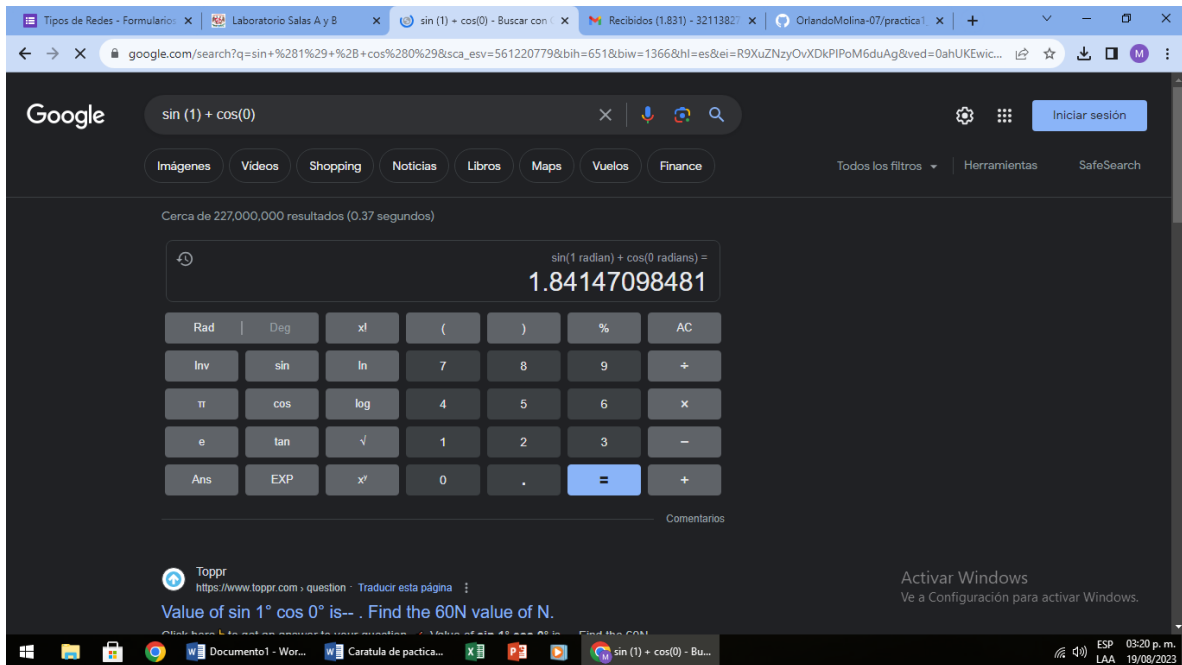 Tipos de Redes - Formularios
Laboratorio Salas A y B
sin (1) + cos(0) - Buscar con
Recibidos (1.831) - 32113827
OrlandoMolina-07/practica1
google.com/search?q=sin+%281%29+%2B+cos%280%29&sca_esv=561220779&bih=651&biw=1366&hl=es&ei=R9XuZNzyOvXDkPIPoM6duAg&ved=0ahUKEwic...
M
Google
sin (1) + cos(0)
Iniciar sesión
Imágenes
Videos
Shopping
Noticias
Libros
Maps
Vuelos
Finance
Todos los filtros
Herramientas
SafeSearch
Cerca de 227,000,000 resultados (0.37 segundos)
sin(1 radian) + cos(0 radians) =
1.84147098481
Rad | Deg x! ( ) % AC
Inv sin ln 7 8 9 ÷
π cos log 4 5 6 ×
e tan √ 1 2 3 −
Ans EXP xʸ 0 . = +
Comentarios
Toppr
https://www.toppr.com › question · Traducir esta página
Value of sin 1° cos 0° is-- . Find the 60N value of N.
Activar Windows
Ve a Configuración para activar Windows.
Documento1 - Wor...
Caratula de pactica...
sin (1) + cos(0) - Bu...
ESP
LAA
03:20 p. m.
19/08/2023